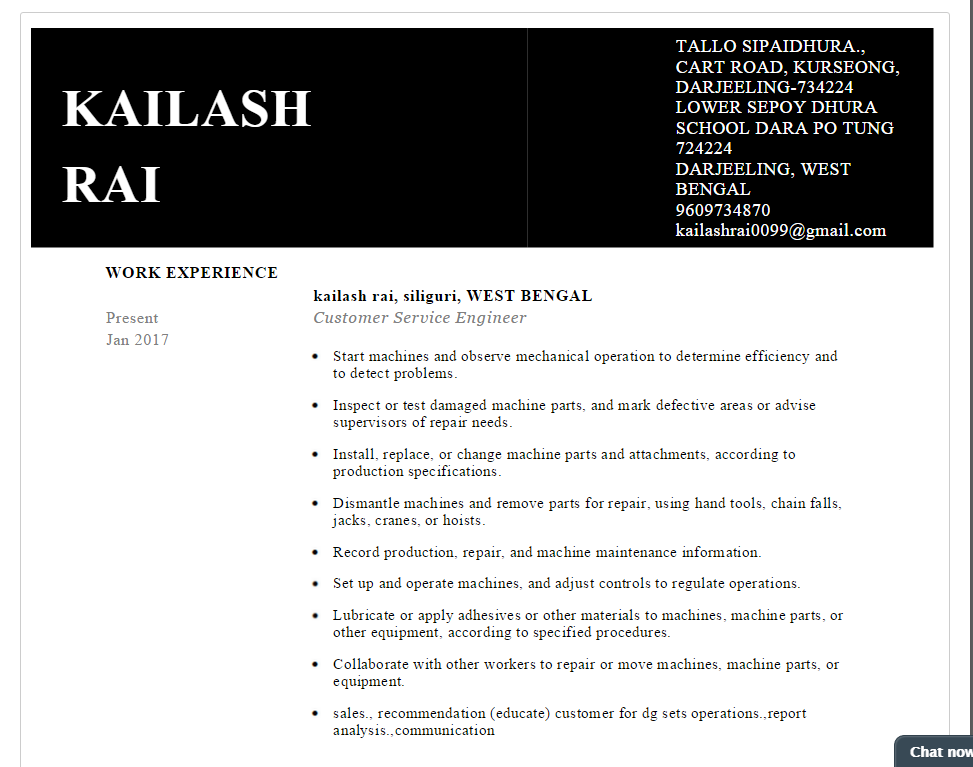 KAILASH
RAI
TALLO SIPAIDHURA.,
CART ROAD, KURSEONG,
DARJEELING-734224
LOWER SEPOY DHURA
SCHOOL DARA PO TUNG
724224
DARJEELING, WEST
BENGAL
9609734870
kailashrai0099@gmail.com
WORK EXPERIENCE
Present
Jan 2017
kailash rai, siliguri, WEST BENGAL
Customer Service Engineer
• Start machines and observe mechanical operation to determine efficiency and
to detect problems.
• Inspect or test damaged machine parts, and mark defective areas or advise
supervisors of repair needs.
• Install, replace, or change machine parts and attachments, according to
production specifications.
• Dismantle machines and remove parts for repair, using hand tools, chain falls,
jacks, cranes, or hoists.
• Record production, repair, and machine maintenance information.
• Set up and operate machines, and adjust controls to regulate operations.
• Lubricate or apply adhesives or other materials to machines, machine parts, or
other equipment, according to specified procedures.
• Collaborate with other workers to repair or move machines, machine parts, or
equipment.
• sales., recommendation (educate) customer for dg sets operations.,report
analysis.,communication
Chat now